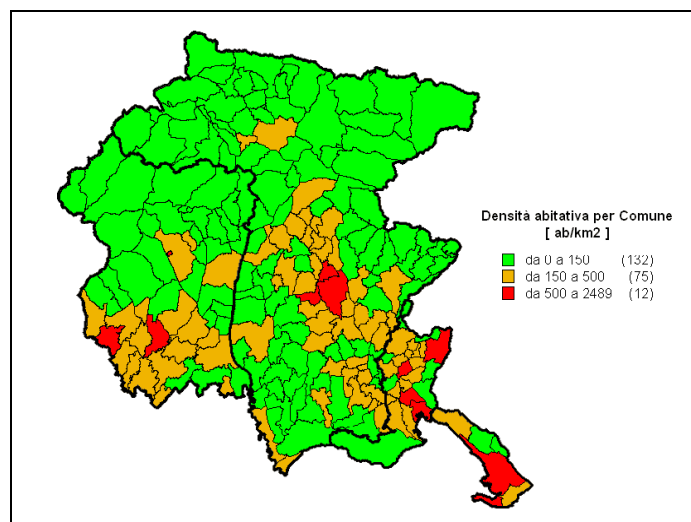 Densità abitativa per Comune
[ ab/km2 ]
da 0 a 150 (132)
da 150 a 500 (75)
da 500 a 2489 (12)